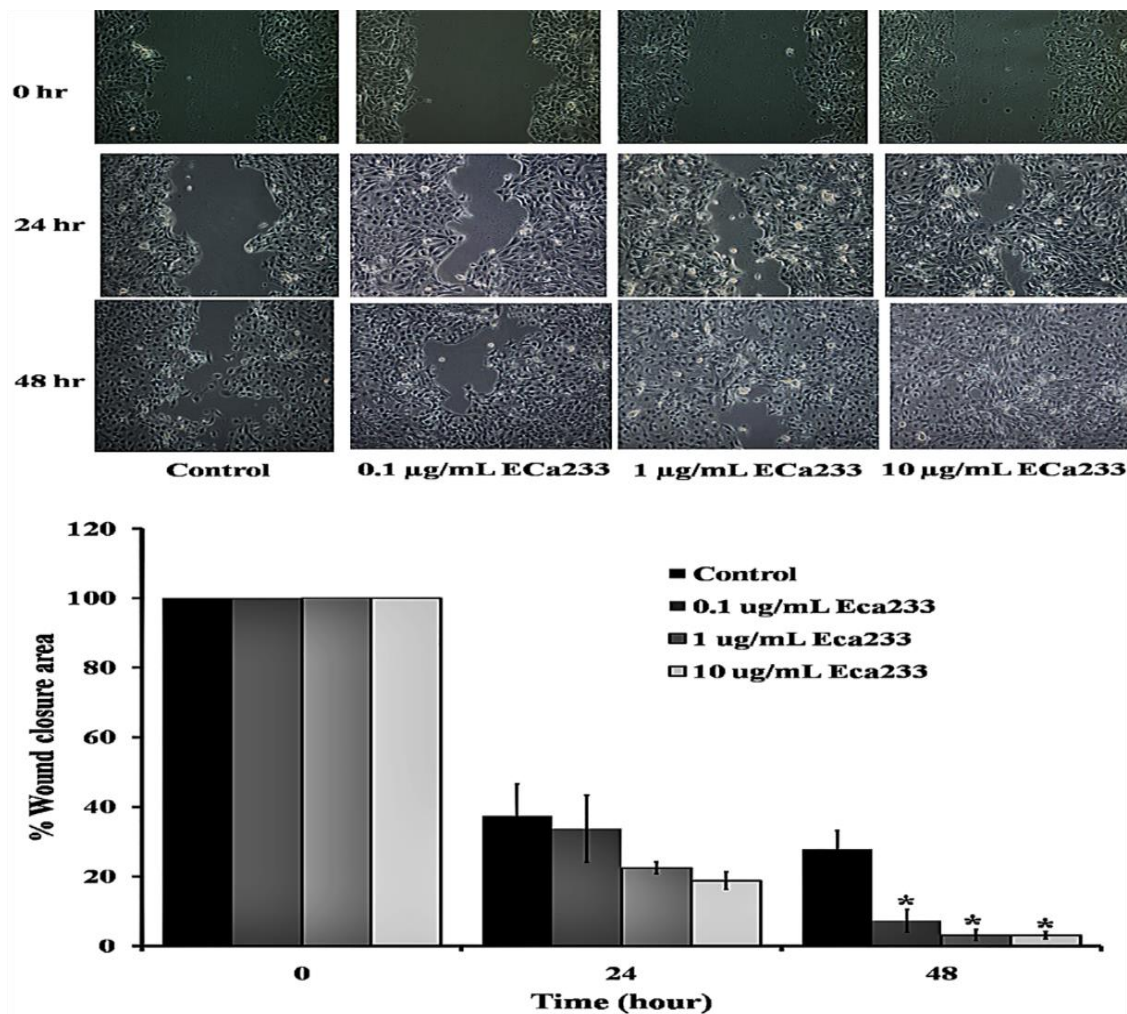 0 hr
24 hr
48 hr
Control
0.1 µg/mL ECa233
1 µg/mL ECa233
10 µg/mL ECa233
120
100
80
60
40
20
0
% Wound closure area
Control
0.1 ug/mL Eca233
1 ug/mL Eca233
10 ug/mL Eca233
*
*
*
0
24
48
Time (hour)